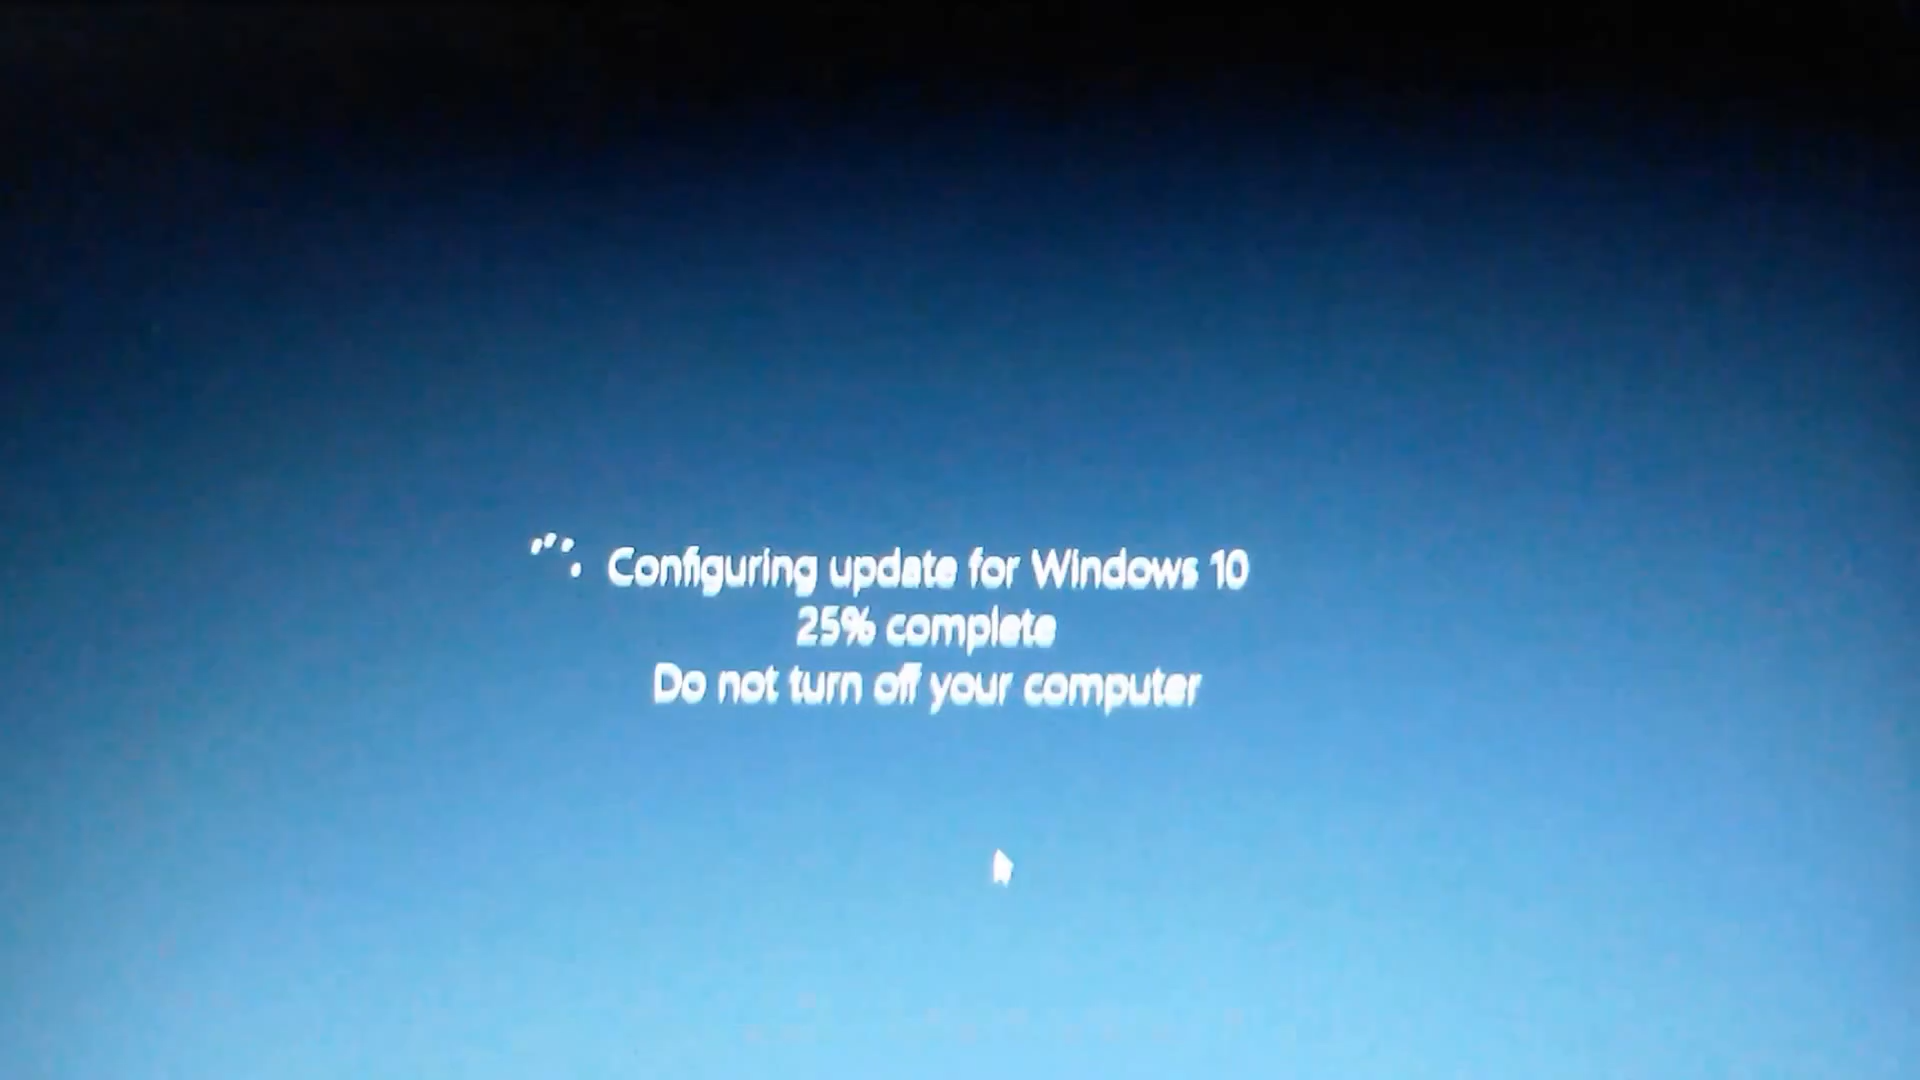 Configuring update for Windows 10
25% complete
Do not turn off your computer